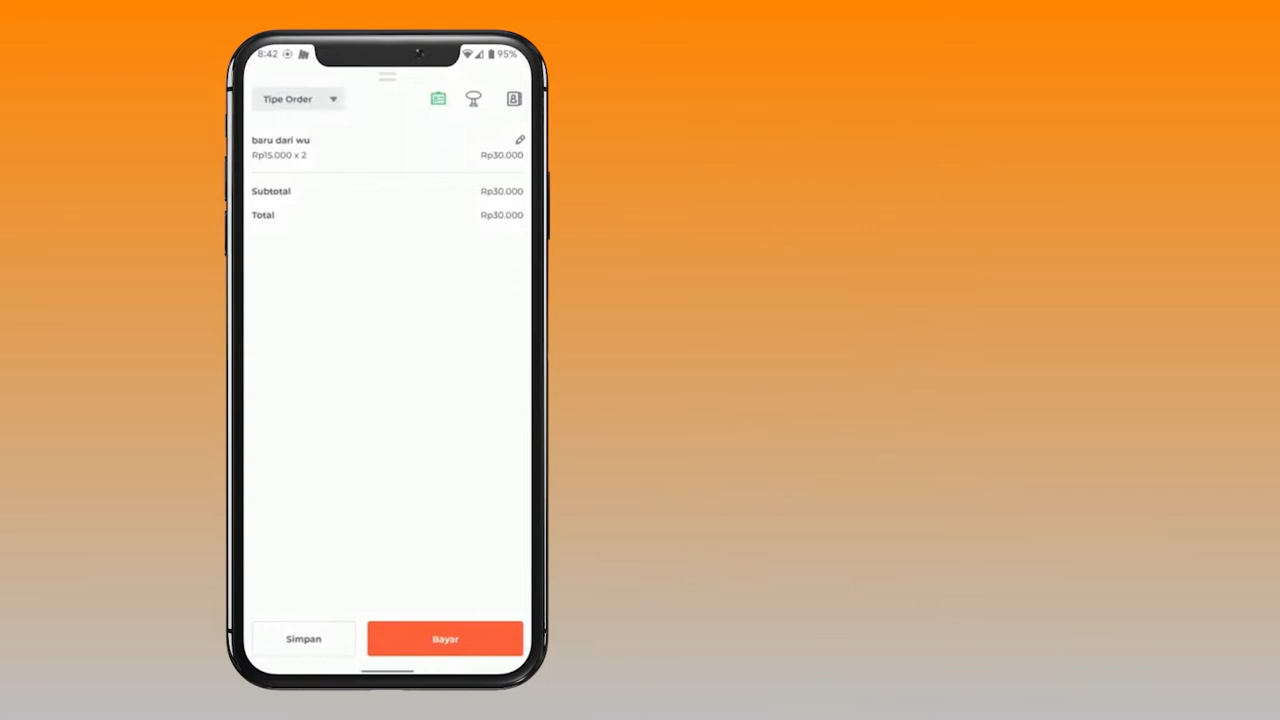 8:42 95%
Tipe Order
baru dari wu
Rp15.000 x 2 Rp30.000
Subtotal Rp30.000
Total Rp30.000
Simpan Bayar